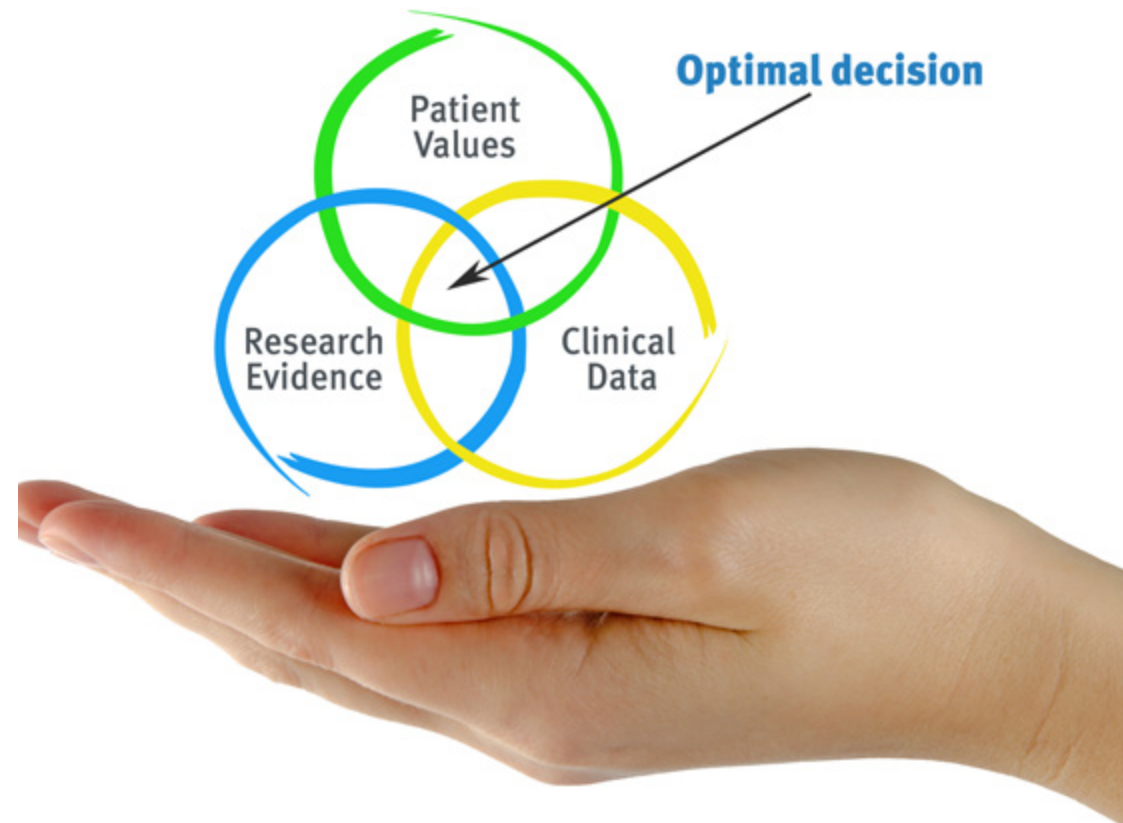 Optimal decision
Patient
Values
Research
Evidence
Clinical
Data